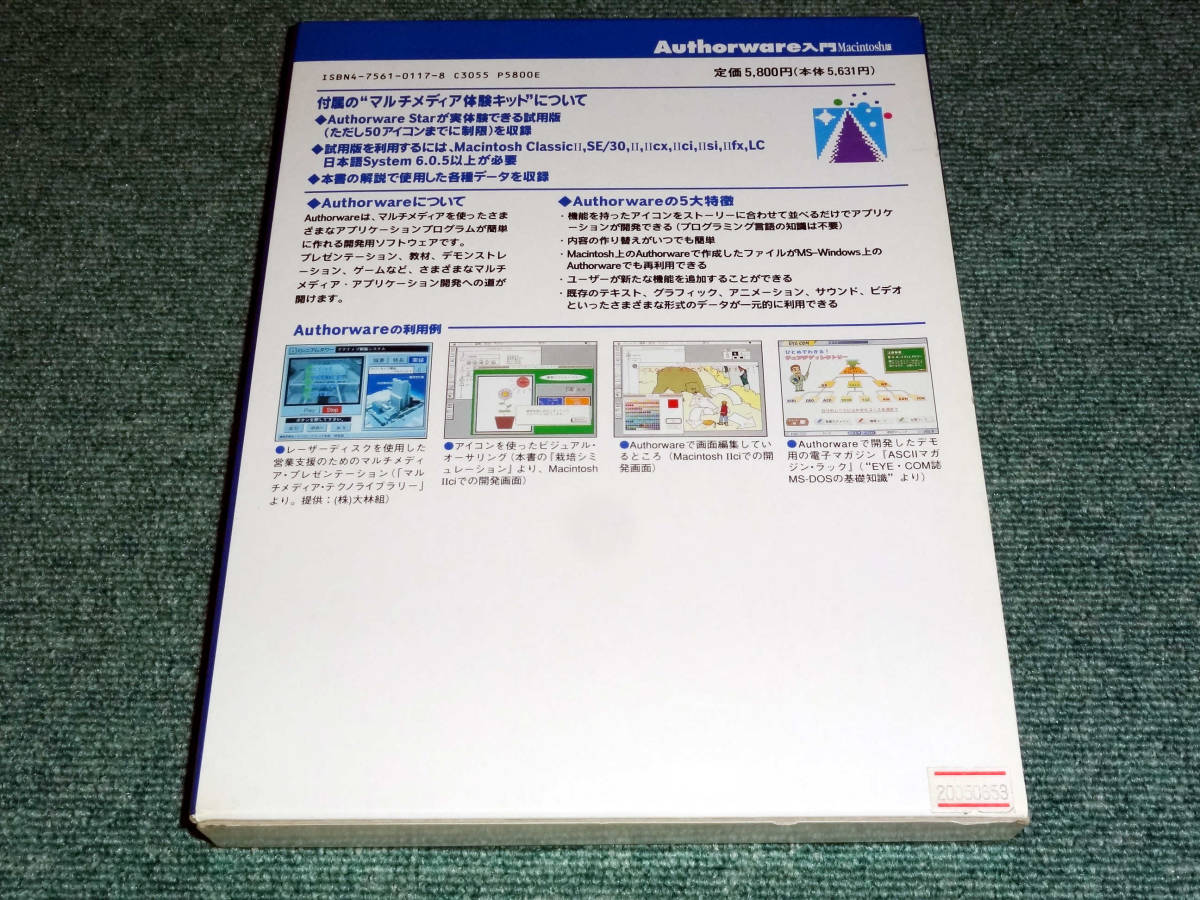 Authorware入門Macintosh版
ISBN4-7561-0117-8 C3055 P5800E
定価5,800円(本体5,631円)
付属の“マルチメディア体験キット”について
◆Authorware Starが実体験できる試用版
(ただし50アイコンまでに制限)を収録
◆試用版を利用するには、Macintosh ClassicII,SE/30,II,IIcx,IIci,IIsi,IIfx,LC
日本語System 6.0.5以上が必要
◆本書の解説で使用した各種データを収録
◆Authorwareについて
Authorwareは、マルチメディアを使ったさま
ざまなアプリケーションプログラムが簡単
に作れる開発用ソフトウェアです。
プレゼンテーション、教材、デモンストレ
ーション、ゲームなど、さまざまなマルチ
メディア・アプリケーション開発への道が
開けます。
◆Authorwareの5大特徴
・機能を持ったアイコンをストーリーに合わせて並べるだけでアプリケ
ーションが開発できる(プログラミング言語の知識は不要)
・内容の作り替えがいつでも簡単
・Macintosh上のAuthorwareで作成したファイルがMS-Windows上の
Authorwareでも再利用できる
・ユーザーが新たな機能を追加することができる
・既存のテキスト、グラフィック、アニメーション、サウンド、ビデオ
といったさまざまな形式のデータが一元的に利用できる
Authorwareの利用例
Play
Stop
EYE COM
ひとめでわかる!
●レーザーディスクを使用した
営業支援のためのマルチメディ
ア・プレゼンテーション(「マル
チメディア・テクノライブラリー」
より。提供:(株)大林組)
●アイコンを使ったビジュアル・
オーサリング(本書の『栽培シミ
ュレーション』より、Macintosh
IIciでの開発画面)
●Authorwareで画面編集してい
るところ(Macintosh IIciでの開
発画面)
●Authorwareで開発したデモ
用の電子マガジン『ASCIIマガ
ジン・ラック』(“EYE・COM誌
MS-DOSの基礎知識”より)